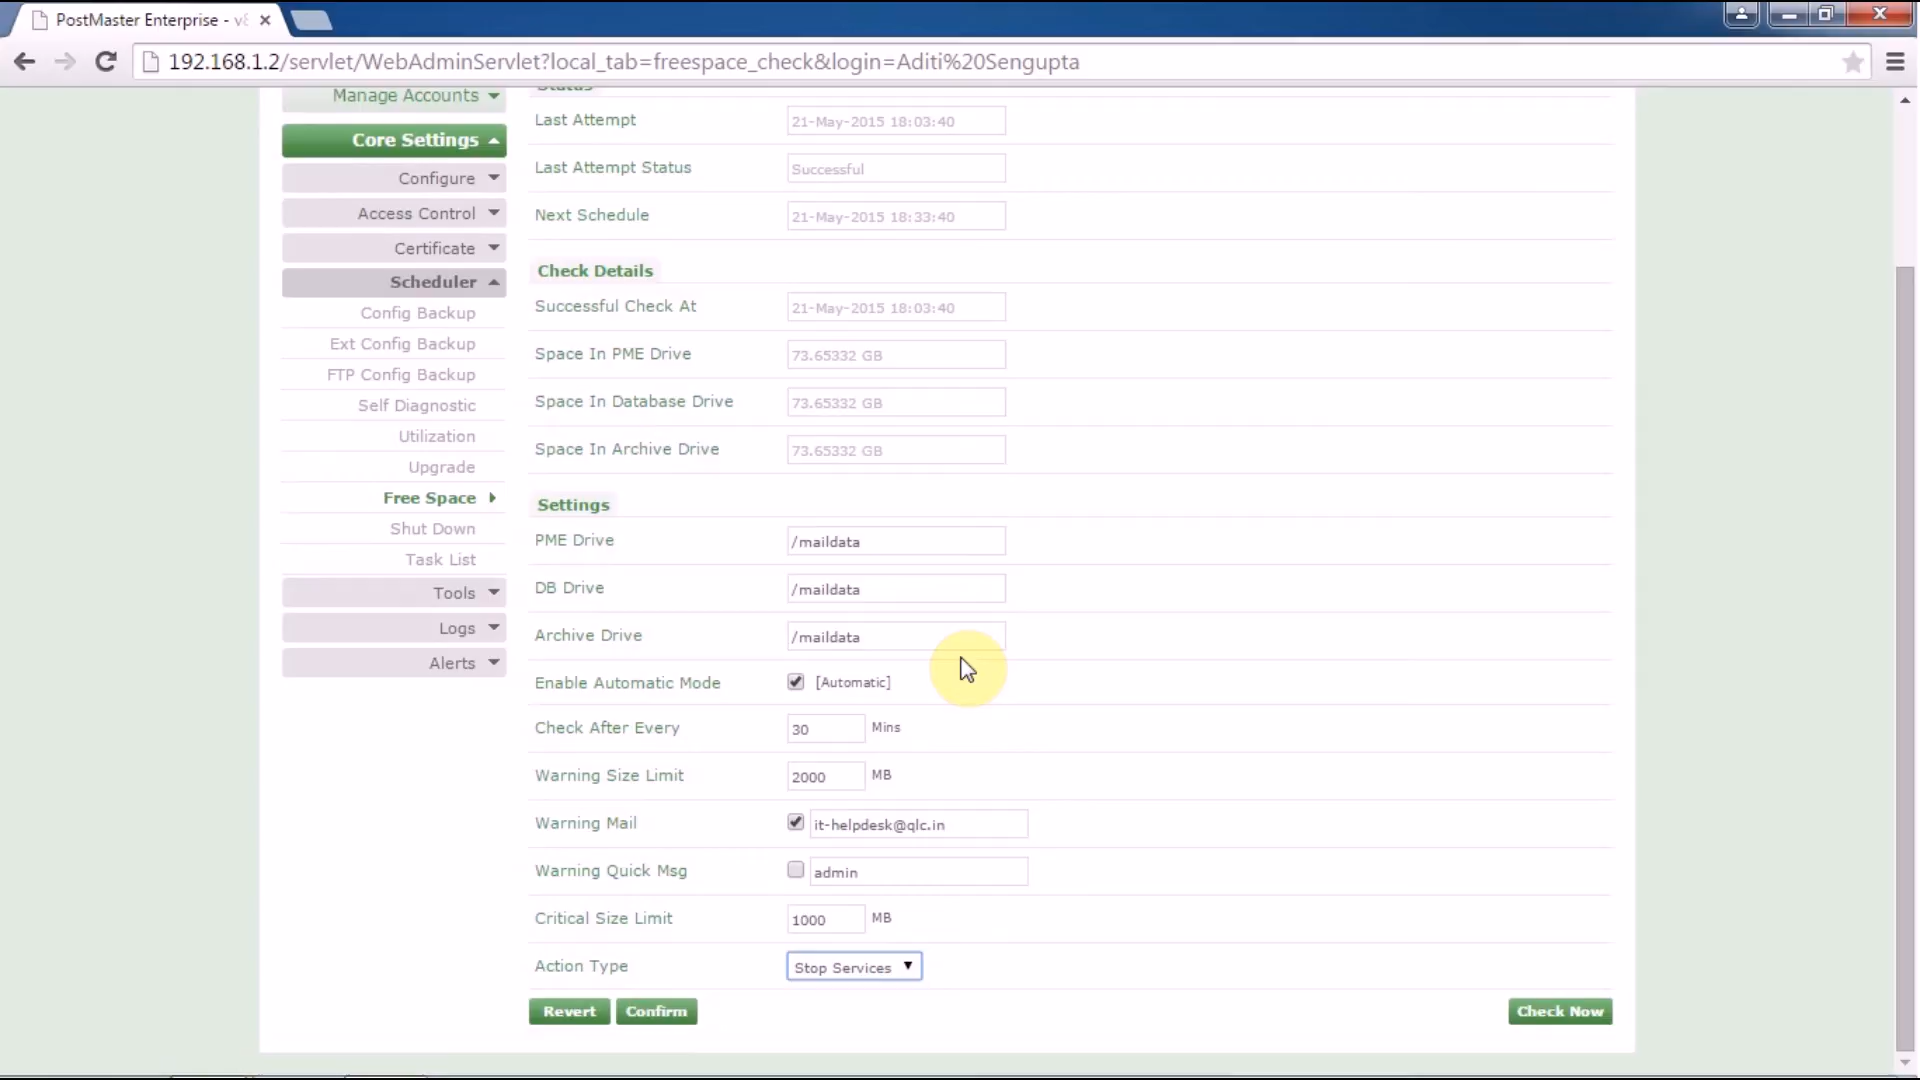 PostMaster Enterprise - v8
192.168.1.2/servlet/WebAdminServlet?local_tab=freespace_check&login=Aditi%20Sengupta
Manage Accounts
Core Settings
Configure
Access Control
Certificate
Scheduler
Config Backup
Ext Config Backup
FTP Config Backup
Self Diagnostic
Utilization
Upgrade
Free Space
Shut Down
Task List
Tools
Logs
Alerts
Status
Last Attempt 21-May-2015 18:03:40
Last Attempt Status Successful
Next Schedule 21-May-2015 18:33:40
Check Details
Successful Check At 21-May-2015 18:03:40
Space In PME Drive 73.65332 GB
Space In Database Drive 73.65332 GB
Space In Archive Drive 73.65332 GB
Settings
PME Drive /maildata
DB Drive /maildata
Archive Drive /maildata
Enable Automatic Mode [Automatic]
Check After Every 30 Mins
Warning Size Limit 2000 MB
Warning Mail it-helpdesk@qlc.in
Warning Quick Msg admin
Critical Size Limit 1000 MB
Action Type Stop Services
Revert Confirm Check Now